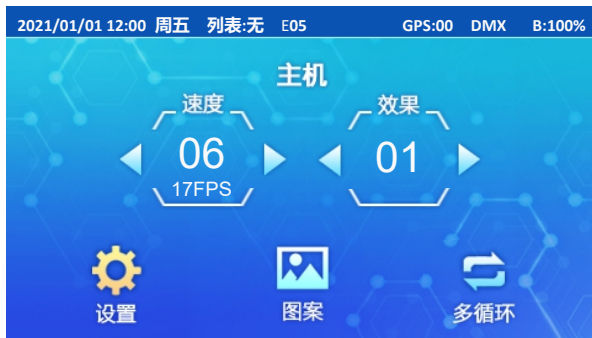 2021/01/01 12:00 周五 列表:无 E05 GPS:00 DMX B:100%
主机
速度 效果
06 01
17FPS
设置 图案 多循环